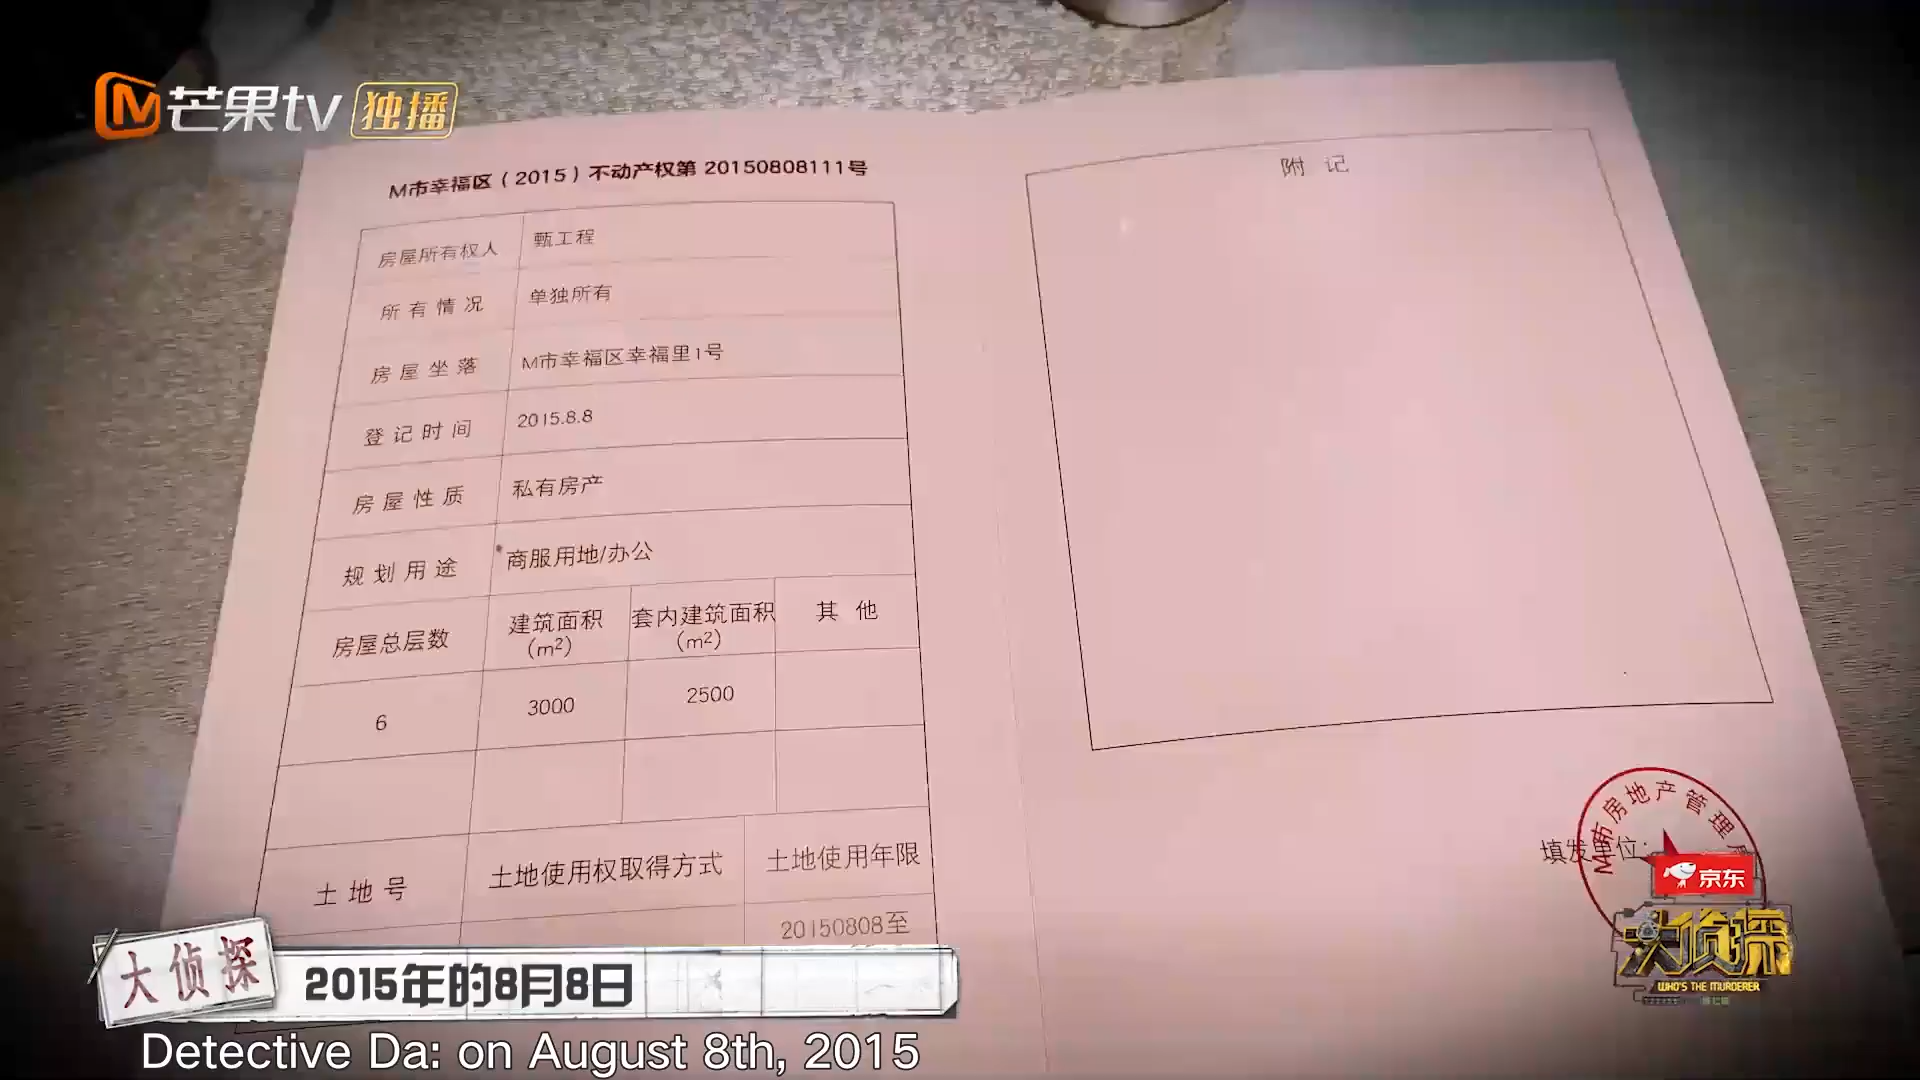 芒果tv 独播
M市幸福区（2015）不动产权第 20150808111号
房屋所有权人 甄工程
所有情况 单独所有
房屋坐落 M市幸福区幸福里1号
登记时间 2015.8.8
房屋性质 私有房产
规划用途 商服用地/办公
房屋总层数 建筑面积(m2) 套内建筑面积(m2) 其他
6 3000 2500
土地号 土地使用权取得方式 土地使用年限
20150808至
附记
M市房地产管理
填发单位：
京东
大侦探
WHO'S THE MURDERER
大侦探
2015年的8月8日
Detective Da: on August 8th, 2015